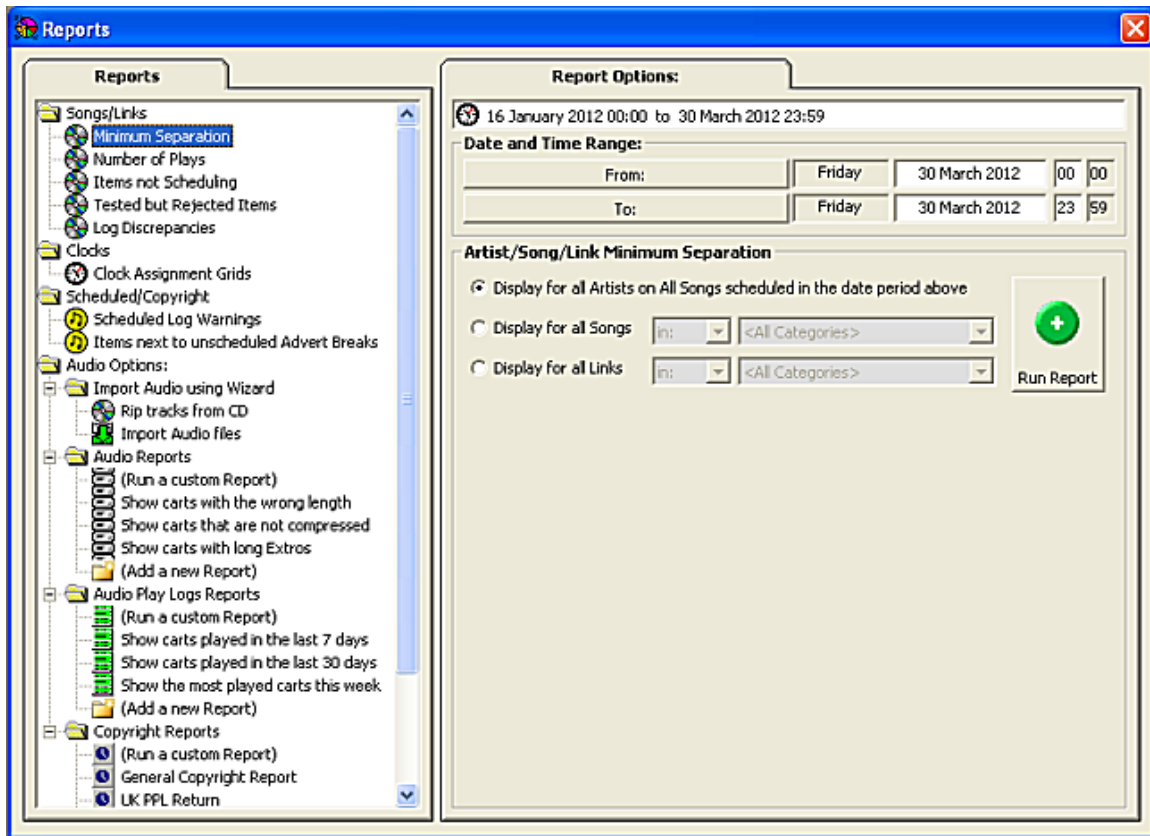 Reports
Reports
Songs/Links
Minimum Separation
Number of Plays
Items not Scheduling
Tested but Rejected Items
Log Discrepancies
Clocks
Clock Assignment Grids
Scheduled/Copyright
Scheduled Log Warnings
Items next to unscheduled Advert Breaks
Audio Options:
Import Audio using Wizard
Rip tracks from CD
Import Audio files
Audio Reports
(Run a custom Report)
Show carts with the wrong length
Show carts that are not compressed
Show carts with long Extros
(Add a new Report)
Audio Play Logs Reports
(Run a custom Report)
Show carts played in the last 7 days
Show carts played in the last 30 days
Show the most played carts this week
(Add a new Report)
Copyright Reports
(Run a custom Report)
General Copyright Report
UK PPL Return
Report Options:
16 January 2012 00:00 to 30 March 2012 23:59
Date and Time Range:
From: Friday 30 March 2012 00 00
To: Friday 30 March 2012 23 59
Artist/Song/Link Minimum Separation
Display for all Artists on All Songs scheduled in the date period above
Display for all Songs in: <All Categories>
Display for all Links in: <All Categories>
Run Report